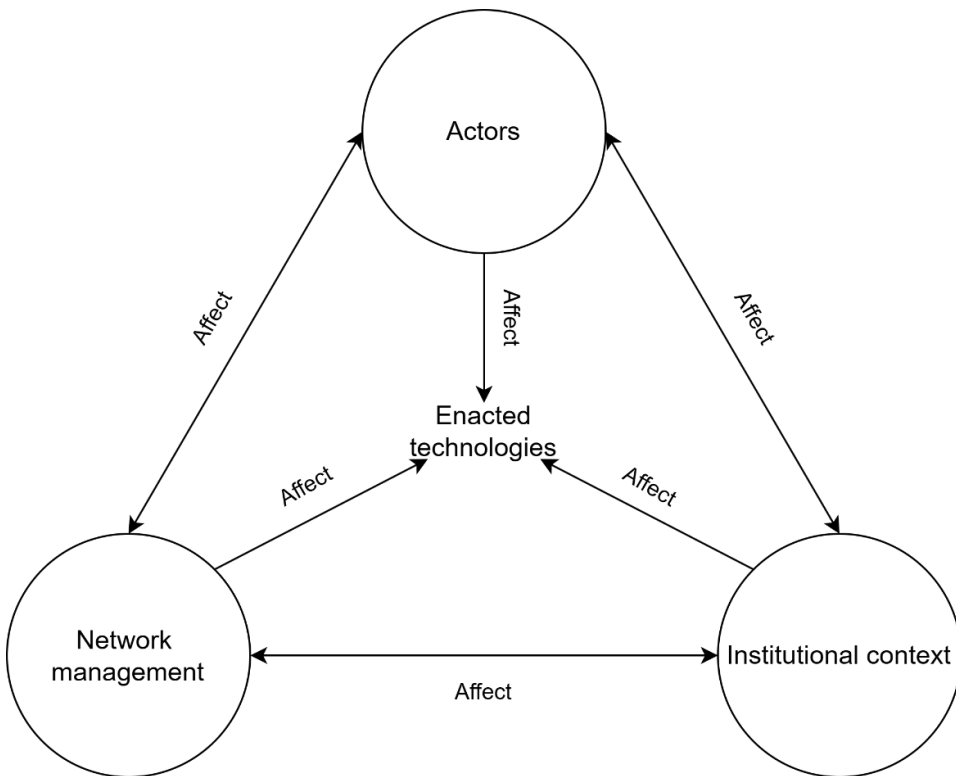 Actors
Affect
Affect
Affect
Enacted
technologies
Affect
Affect
Network
management
Institutional context
Affect